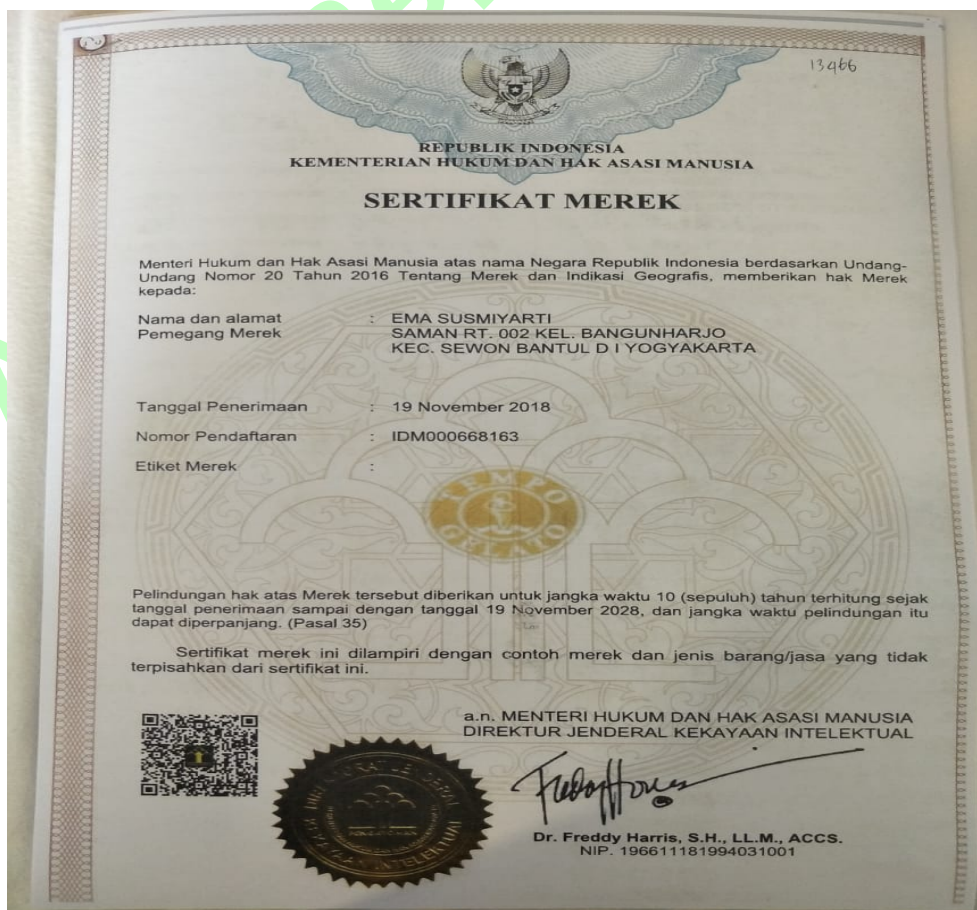 13466
REPUBLIK INDONESIA
KEMENTERIAN HUKUM DAN HAK ASASI MANUSIA
SERTIFIKAT MEREK
Menteri Hukum dan Hak Asasi Manusia atas nama Negara Republik Indonesia berdasarkan Undang-
Undang Nomor 20 Tahun 2016 Tentang Merek dan Indikasi Geografis, memberikan hak Merek
kepada:
Nama dan alamat : EMA SUSMIYARTI
Pemegang Merek SAMAN RT. 002 KEL. BANGUNHARJO
KEC. SEWON BANTUL D I YOGYAKARTA
Tanggal Penerimaan : 19 November 2018
Nomor Pendaftaran : IDM000668163
Etiket Merek :
TEMPO
GELATO
Pelindungan hak atas Merek tersebut diberikan untuk jangka waktu 10 (sepuluh) tahun terhitung sejak
tanggal penerimaan sampai dengan tanggal 19 November 2028, dan jangka waktu pelindungan itu
dapat diperpanjang. (Pasal 35)
Sertifikat merek ini dilampiri dengan contoh merek dan jenis barang/jasa yang tidak
terpisahkan dari sertifikat ini.
a.n. MENTERI HUKUM DAN HAK ASASI MANUSIA
DIREKTUR JENDERAL KEKAYAAN INTELEKTUAL
Dr. Freddy Harris, S.H., LL.M., ACCS.
NIP. 196611181994031001
DIREKTORAT JENDERAL
KEKAYAAN INTELEKTUAL
PENGAYOMAN